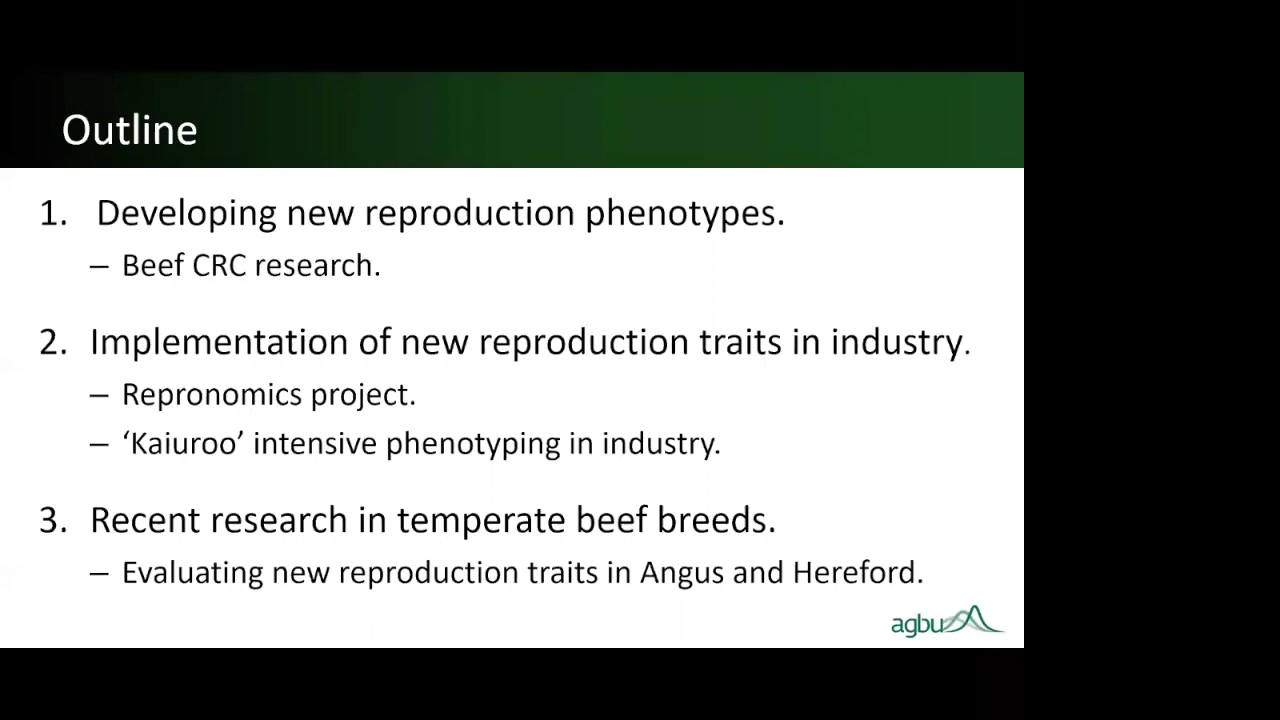 Outline
1. Developing new reproduction phenotypes.
– Beef CRC research.
2. Implementation of new reproduction traits in industry.
– Repronomics project.
– ‘Kaiuroo’ intensive phenotyping in industry.
3. Recent research in temperate beef breeds.
– Evaluating new reproduction traits in Angus and Hereford.
agbu